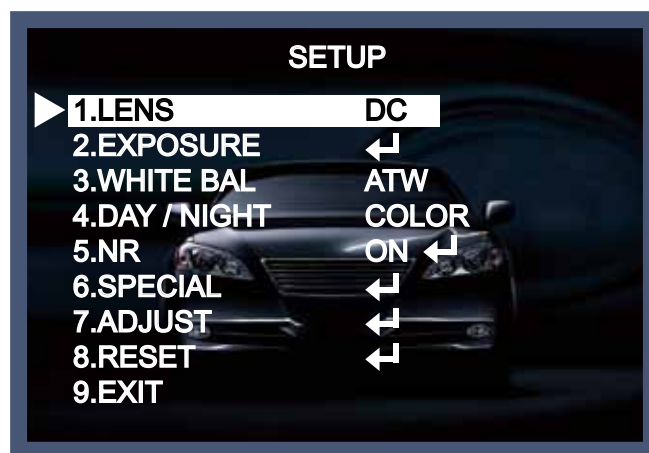 SETUP
1.LENS DC
2.EXPOSURE ↵
3.WHITE BAL ATW
4.DAY / NIGHT COLOR
5.NR ON ↵
6.SPECIAL ↵
7.ADJUST ↵
8.RESET ↵
9.EXIT